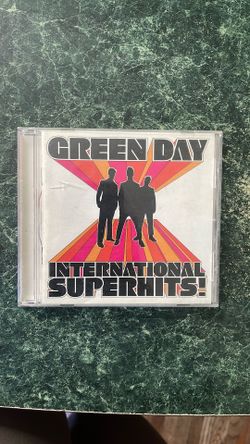 GREEN DAY
INTERNATIONAL
SUPERHITS!